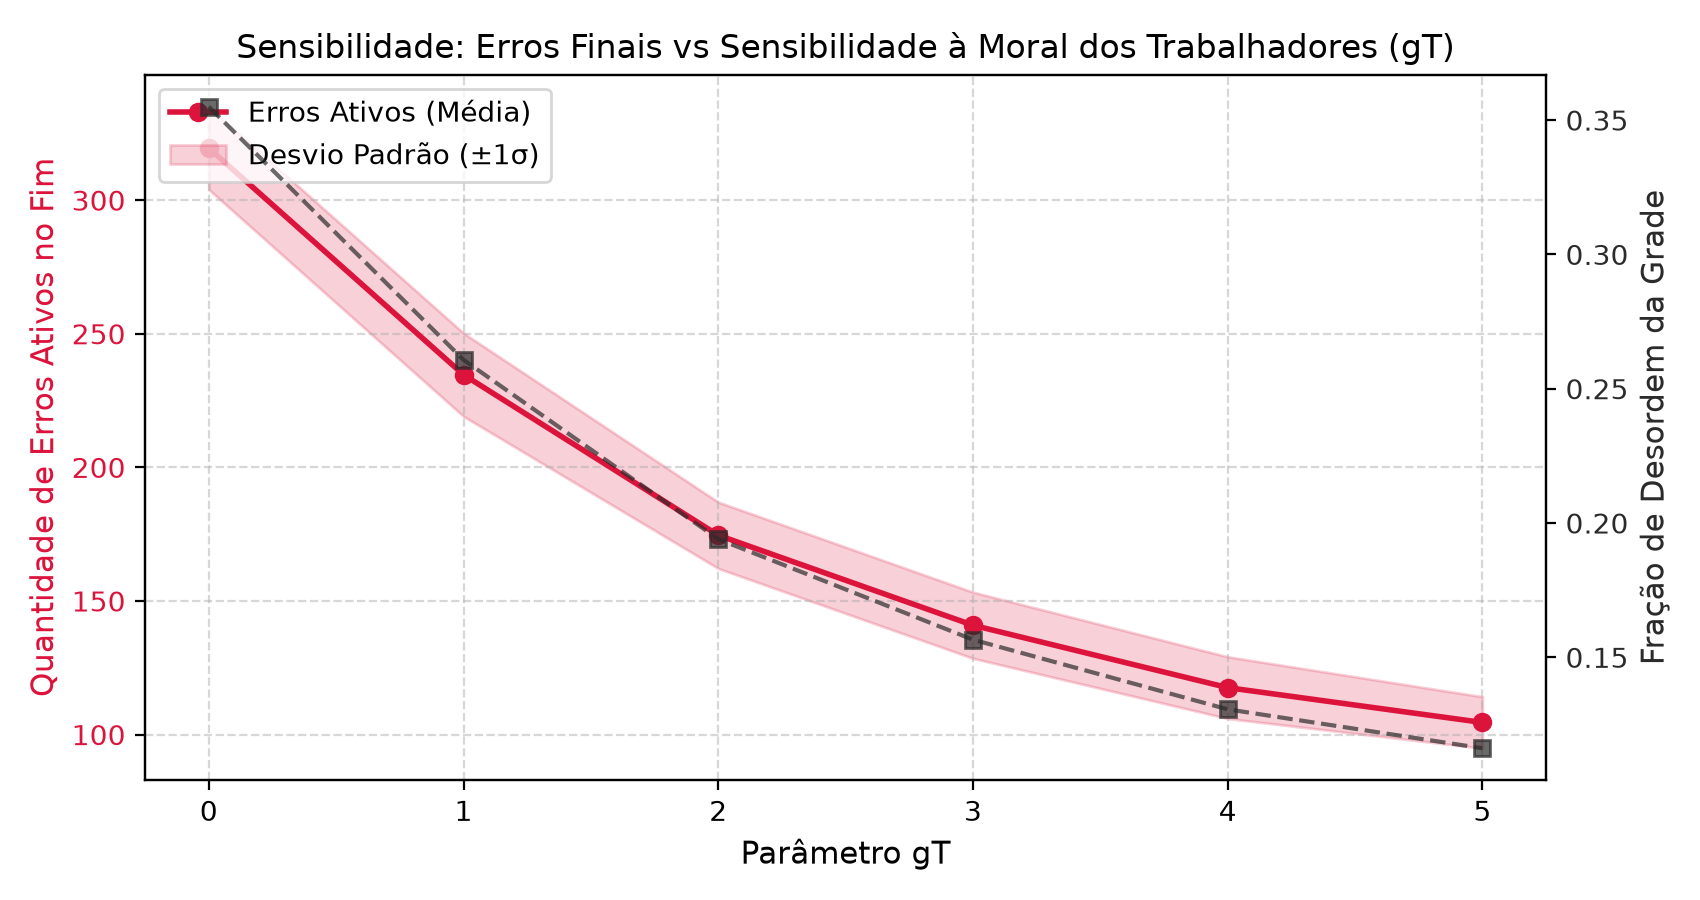 Sensibilidade: Erros Finais vs Sensibilidade à Moral dos Trabalhadores (gT)
Erros Ativos (Média)
Desvio Padrão (±1σ)
Quantidade de Erros Ativos no Fim
300
250
200
150
100
0.35
0.30
0.25
0.20
0.15
Fração de Desordem da Grade
0 1 2 3 4 5
Parâmetro gT